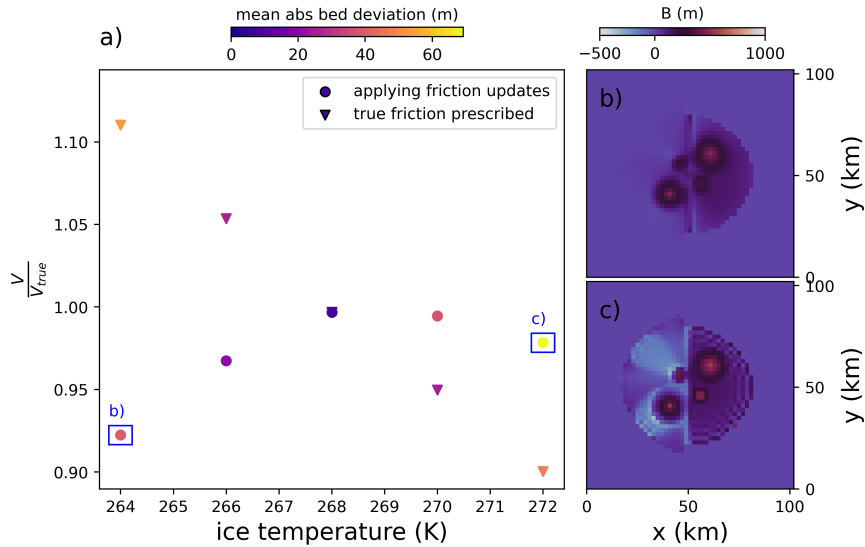 mean abs bed deviation (m)
0 20 40 60
a)
applying friction updates
true friction prescribed
1.10
1.05
1.00
0.95
0.90
V
V_true
b)
c)
264 265 266 267 268 269 270 271 272
ice temperature (K)
B (m)
−500 0 1000
b)
100
50
0
y (km)
c)
100
50
0
y (km)
0 50 100
x (km)